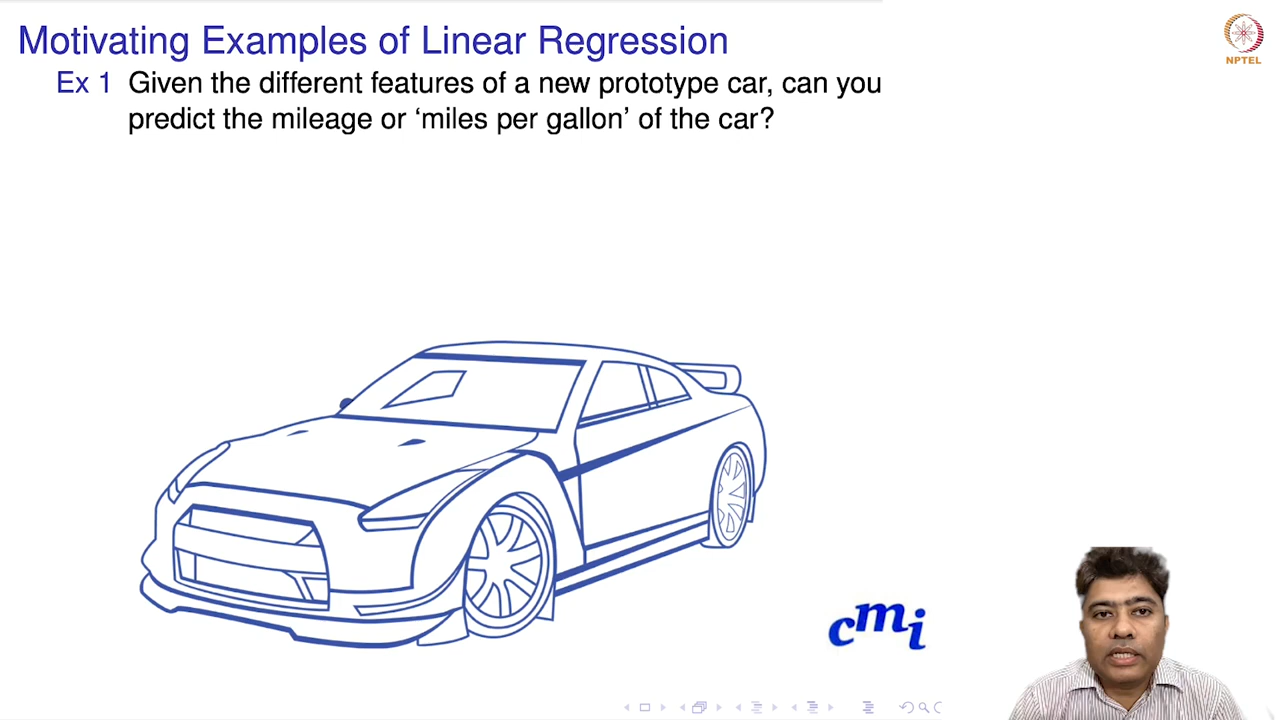 Motivating Examples of Linear Regression
NPTEL
Ex 1 Given the different features of a new prototype car, can you
predict the mileage or ‘miles per gallon’ of the car?
cmi